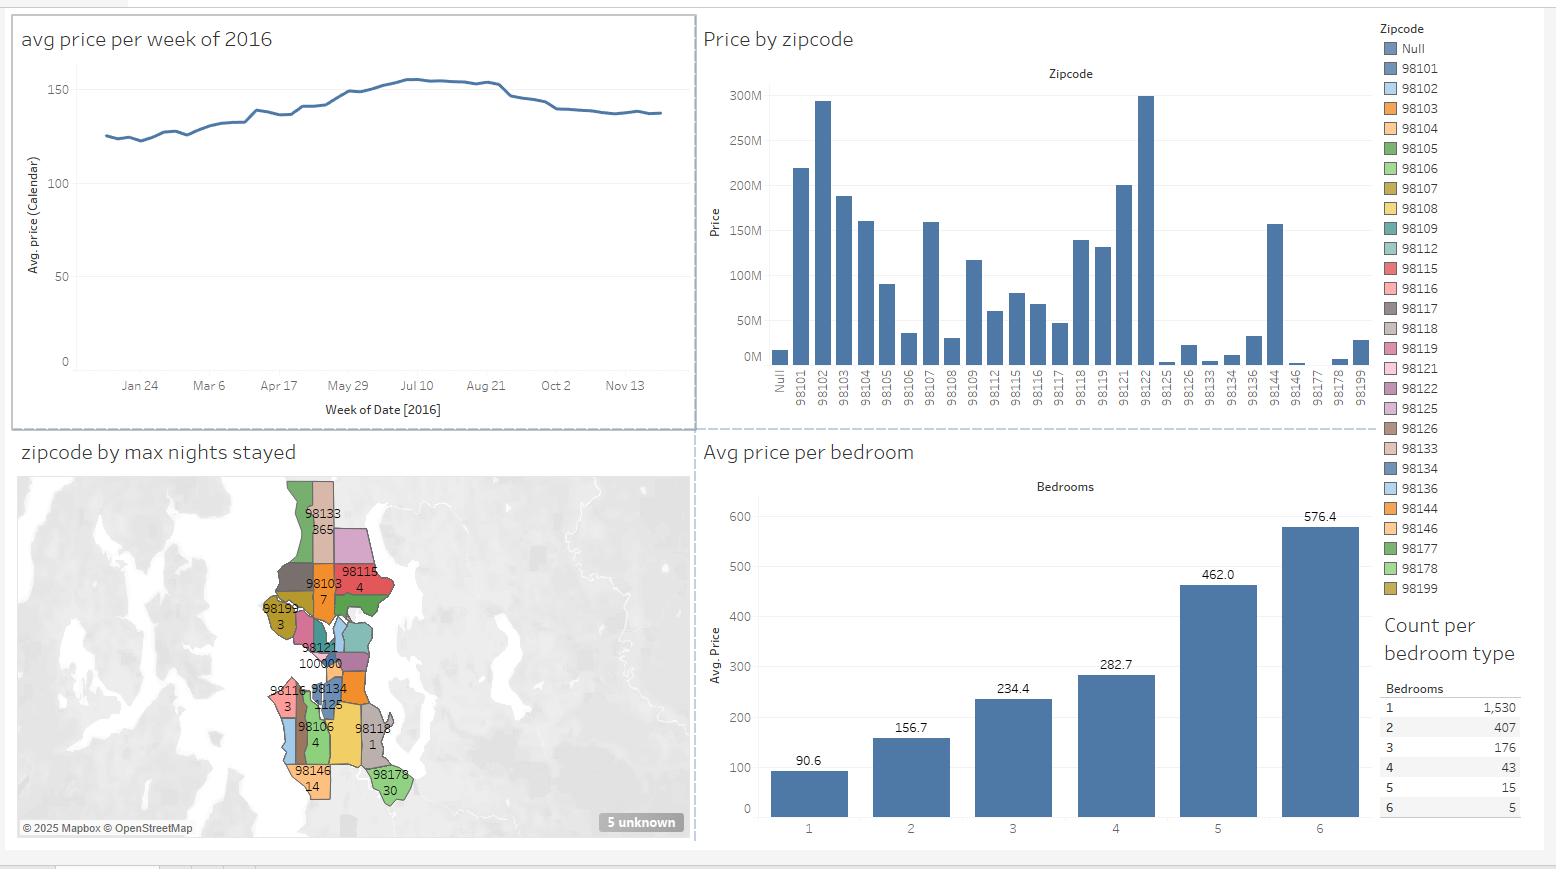 avg price per week of 2016
150
100
50
0
Avg. price (Calendar)
Jan 24 Mar 6 Apr 17 May 29 Jul 10 Aug 21 Oct 2 Nov 13
Week of Date [2016]
Price by zipcode
Zipcode
300M
250M
200M
150M
100M
50M
0M
Price
Null 98101 98102 98103 98104 98105 98106 98107 98108 98109 98112 98115 98116 98117 98118 98119 98121 98122 98125 98126 98133 98134 98136 98144 98146 98177 98178 98199
Zipcode
Null
98101
98102
98103
98104
98105
98106
98107
98108
98109
98112
98115
98116
98117
98118
98119
98121
98122
98125
98126
98133
98134
98136
98144
98146
98177
98178
98199
zipcode by max nights stayed
98133
365
98115
4
98103
7
98199
3
98121
100000
98116
3
98134
1125
98106
4
98118
1
98146
14
98178
30
© 2025 Mapbox © OpenStreetMap
5 unknown
Avg price per bedroom
Bedrooms
600
500
400
300
200
100
0
Avg. Price
90.6
156.7
234.4
282.7
462.0
576.4
1 2 3 4 5 6
Count per
bedroom type
Bedrooms
1 1,530
2 407
3 176
4 43
5 15
6 5